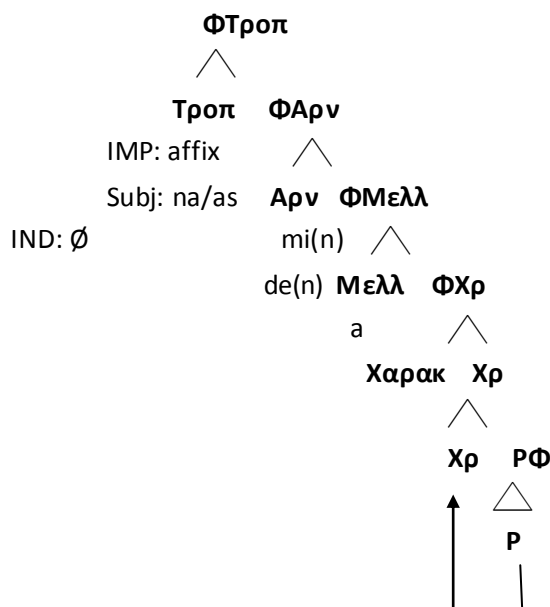 ΦΤροπ
Τροπ ΦΑρν
IMP: affix
Subj: na/as Αρν ΦΜελλ
IND: Ø mi(n)
de(n) Μελλ ΦΧρ
a
Χαρακ Χρ
Χρ ΡΦ
Ρ